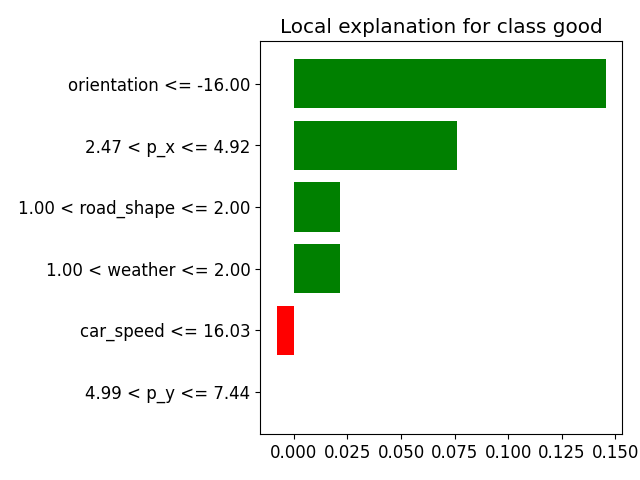 Local explanation for class good
orientation <= -16.00
2.47 < p_x <= 4.92
1.00 < road_shape <= 2.00
1.00 < weather <= 2.00
car_speed <= 16.03
4.99 < p_y <= 7.44
0.000 0.025 0.050 0.075 0.100 0.125 0.150